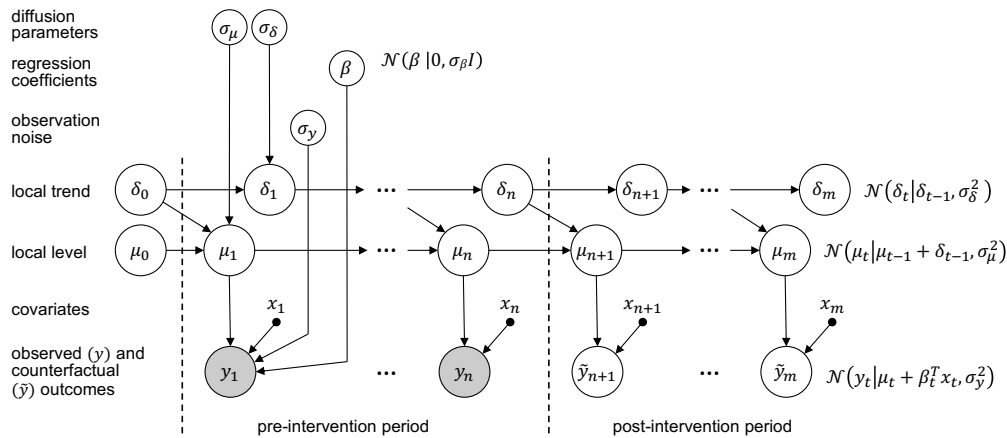 diffusion
parameters
σ_μ σ_δ
regression
coefficients
β 𝒩(β |0, σ_β I)
observation
noise
σ_y
local trend δ_0 δ_1 ... δ_n δ_{n+1} ... δ_m 𝒩(δ_t|δ_{t−1}, σ_δ^2)
local level μ_0 μ_1 ... μ_n μ_{n+1} ... μ_m 𝒩(μ_t|μ_{t−1} + δ_{t−1}, σ_μ^2)
covariates x_1 x_n x_{n+1} x_m
observed (y) and
counterfactual
(ỹ) outcomes
y_1 ... y_n ỹ_{n+1} ... ỹ_m 𝒩(y_t|μ_t + β_t^T x_t, σ_y^2)
pre-intervention period post-intervention period